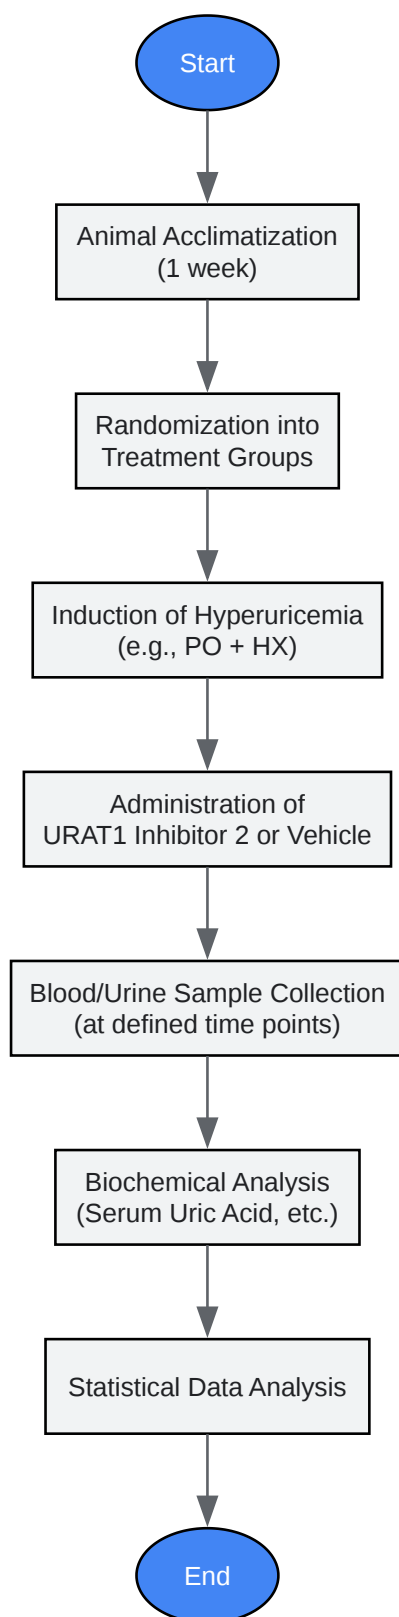 Start
Animal Acclimatization
(1 week)
Randomization into
Treatment Groups
Induction of Hyperuricemia
(e.g., PO + HX)
Administration of
URAT1 Inhibitor 2 or Vehicle
Blood/Urine Sample Collection
(at defined time points)
Biochemical Analysis
(Serum Uric Acid, etc.)
Statistical Data Analysis
End